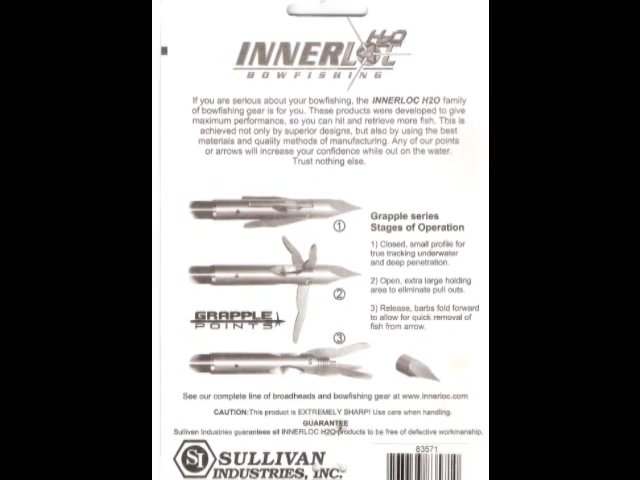 INNERLOC H2O
BOWFISHING
If you are serious about your bowfishing, the INNERLOC H2O family
of bowfishing gear is for you. These products were developed to give
maximum performance, so you can hit and retrieve more fish. This is
achieved not only by superior designs, but also by using the best
materials and quality methods of manufacturing. Any of our points
or arrows will increase your confidence while out on the water.
Trust nothing else.
1
Grapple series
Stages of Operation
1) Closed, small profile for
true tracking underwater
and deep penetration.
2
2) Open, extra large holding
area to eliminate pull outs.
GRAPPLE
POINTS
3) Release, barbs fold forward
to allow for quick removal of
fish from arrow.
3
See our complete line of broadheads and bowfishing gear at www.innerloc.com
CAUTION:This product is EXTREMELY SHARP! Use care when handling.
GUARANTEE
Sullivan Industries guarantees all INNERLOC H2O products to be free of defective workmanship.
SI SULLIVAN
INDUSTRIES, INC.
83571